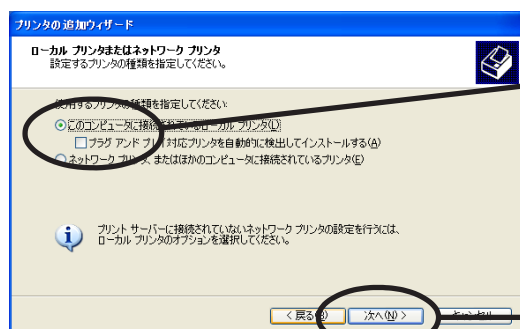 プリンタの追加ウィザード
ローカル プリンタまたはネットワーク プリンタ
設定するプリンタの種類を指定してください。
使用するプリンタの種類を指定してください:
このコンピュータに接続されているローカル プリンタ(L)
プラグ アンド プレイ対応プリンタを自動的に検出してインストールする(A)
ネットワーク プリンタ、またはほかのコンピュータに接続されているプリンタ(E)
プリント サーバーに接続されていないネットワーク プリンタの設定を行うには、
ローカル プリンタのオプションを選択してください。
< 戻る(B) 次へ(N) > キャンセル